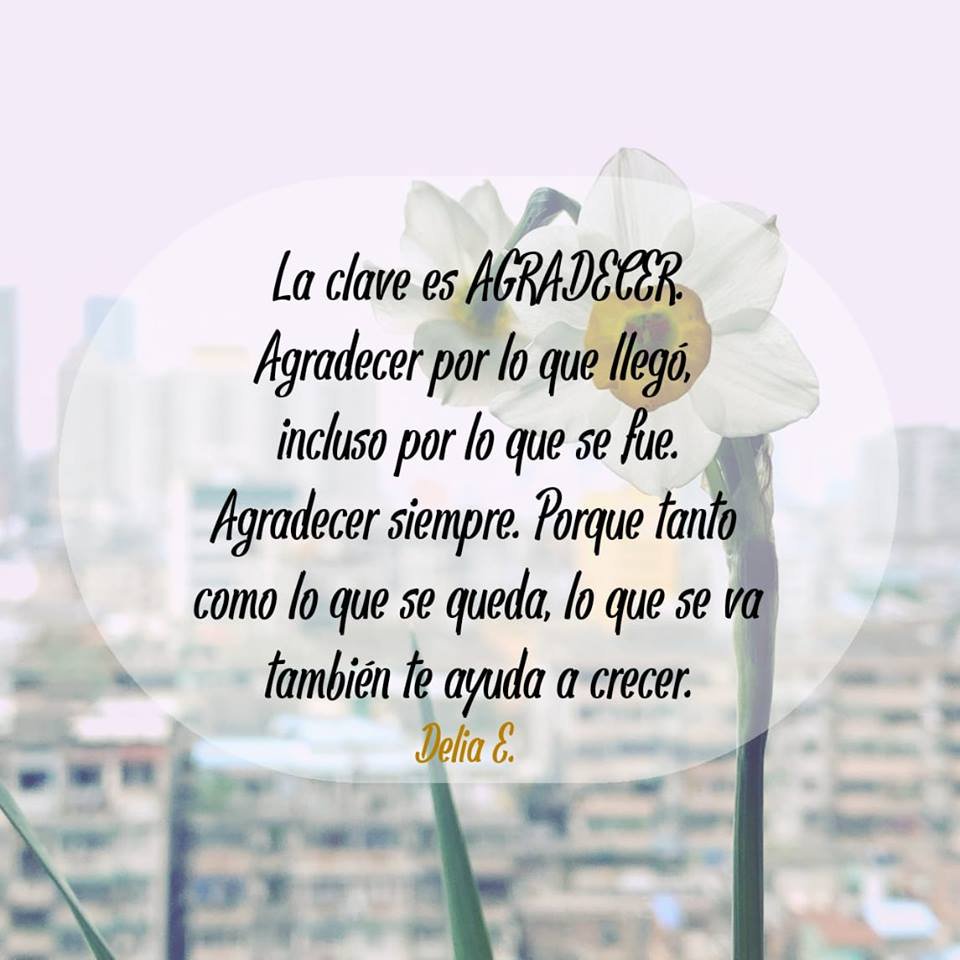 La clave es AGRADECER.
Agradecer por lo que llegó,
incluso por lo que se fue.
Agradecer siempre. Porque tanto
como lo que se queda, lo que se va
también te ayuda a crecer.
Delia E.